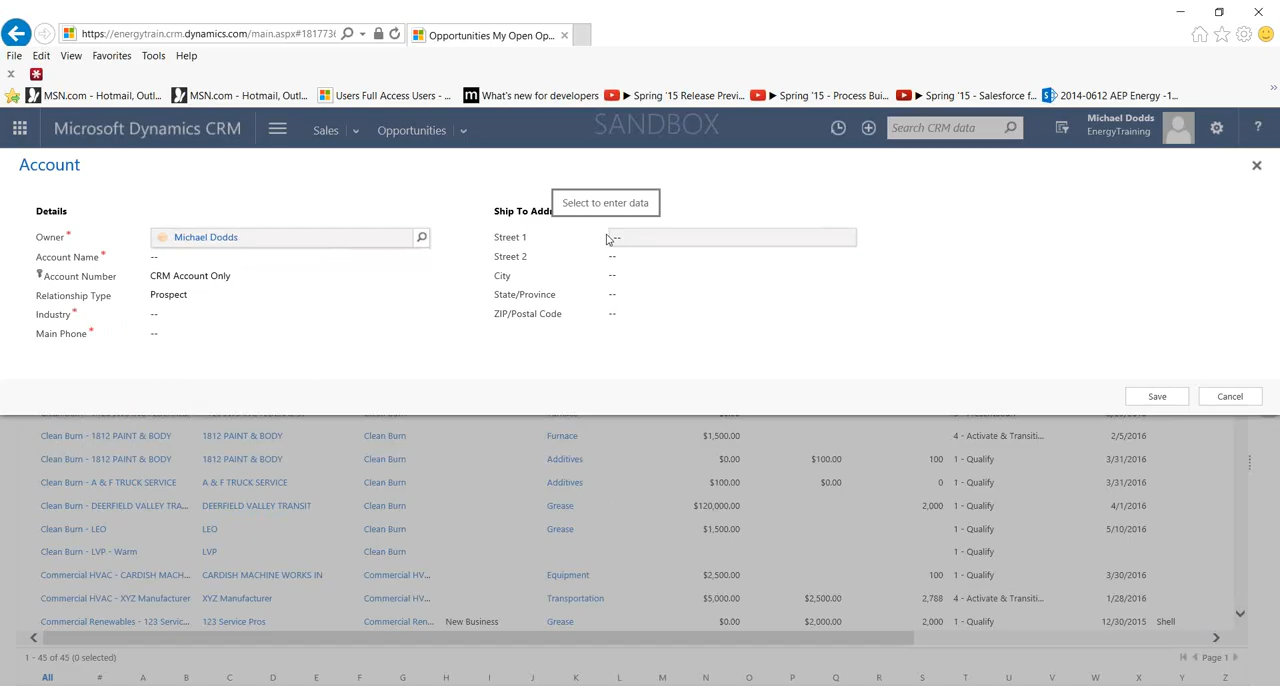 https://energytrain.crm.dynamics.com/main.aspx#181773
Opportunities My Open Op...
File Edit View Favorites Tools Help
x
MSN.com - Hotmail, Outl... MSN.com - Hotmail, Outl... Users Full Access Users - ... m What's new for developers ▶ Spring '15 Release Previ... ▶ Spring '15 - Process Bui... ▶ Spring '15 - Salesforce f... 2014-0612 AEP Energy -1...
Microsoft Dynamics CRM Sales Opportunities SANDBOX Search CRM data Michael Dodds
EnergyTraining ?
Account
Select to enter data
Details Ship To Addr
Owner* Michael Dodds Street 1 --
Account Name* -- Street 2 --
Account Number CRM Account Only City --
Relationship Type Prospect State/Province --
Industry* -- ZIP/Postal Code --
Main Phone* --
Save Cancel
Clean Burn - 1812 PAINT & BODY 1812 PAINT & BODY Clean Burn Furnace $1,500.00 4 - Activate & Transiti... 2/5/2016
Clean Burn - 1812 PAINT & BODY 1812 PAINT & BODY Clean Burn Additives $0.00 $100.00 100 1 - Qualify 3/31/2016
Clean Burn - A & F TRUCK SERVICE A & F TRUCK SERVICE Clean Burn Additives $100.00 $0.00 0 1 - Qualify 3/31/2016
Clean Burn - DEERFIELD VALLEY TRA... DEERFIELD VALLEY TRANSIT Clean Burn Grease $120,000.00 2,000 1 - Qualify 4/1/2016
Clean Burn - LEO LEO Clean Burn Grease $1,500.00 1 - Qualify 5/10/2016
Clean Burn - LVP - Warm LVP Clean Burn 1 - Qualify
Commercial HVAC - CARDISH MACH... CARDISH MACHINE WORKS IN Commercial HV... Equipment $2,500.00 100 1 - Qualify 3/30/2016
Commercial HVAC - XYZ Manufacturer XYZ Manufacturer Commercial HV... Transportation $5,000.00 $2,500.00 2,788 4 - Activate & Transiti... 1/28/2016
Commercial Renewables - 123 Servic... 123 Service Pros Commercial Ren... New Business Grease $0.00 $2,000.00 2,000 1 - Qualify 12/30/2015 Shell
1 - 45 of 45 (0 selected) Page 1
All # A B C D E F G H I J K L M N O P Q R S T U V W X Y Z